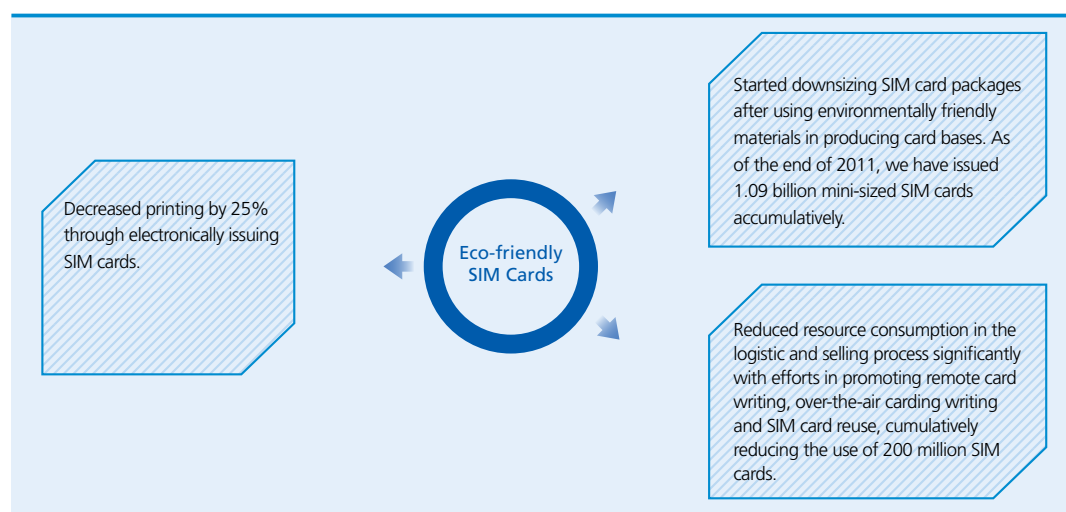 Decreased printing by 25%
through electronically issuing
SIM cards.
Eco-friendly
SIM Cards
Started downsizing SIM card packages
after using environmentally friendly
materials in producing card bases. As
of the end of 2011, we have issued
1.09 billion mini-sized SIM cards
accumulatively.
Reduced resource consumption in the
logistic and selling process significantly
with efforts in promoting remote card
writing, over-the-air carding writing
and SIM card reuse, cumulatively
reducing the use of 200 million SIM
cards.